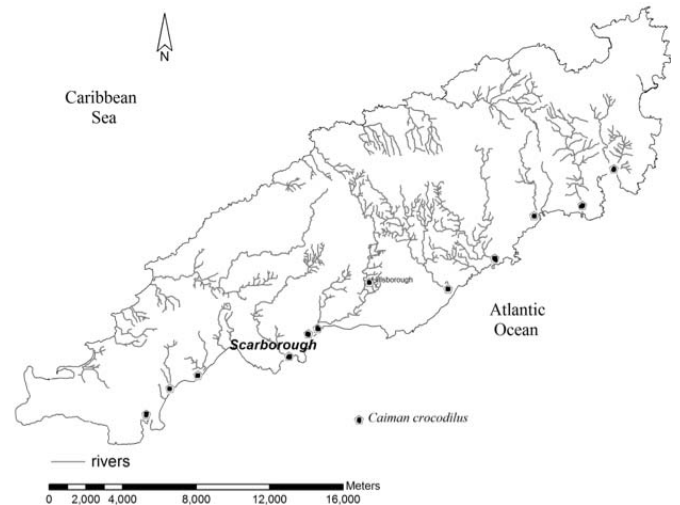 N
Caribbean
Sea
Atlantic
Ocean
Scarborough
Caiman crocodilus
rivers
Meters
0 2,000 4,000 8,000 12,000 16,000